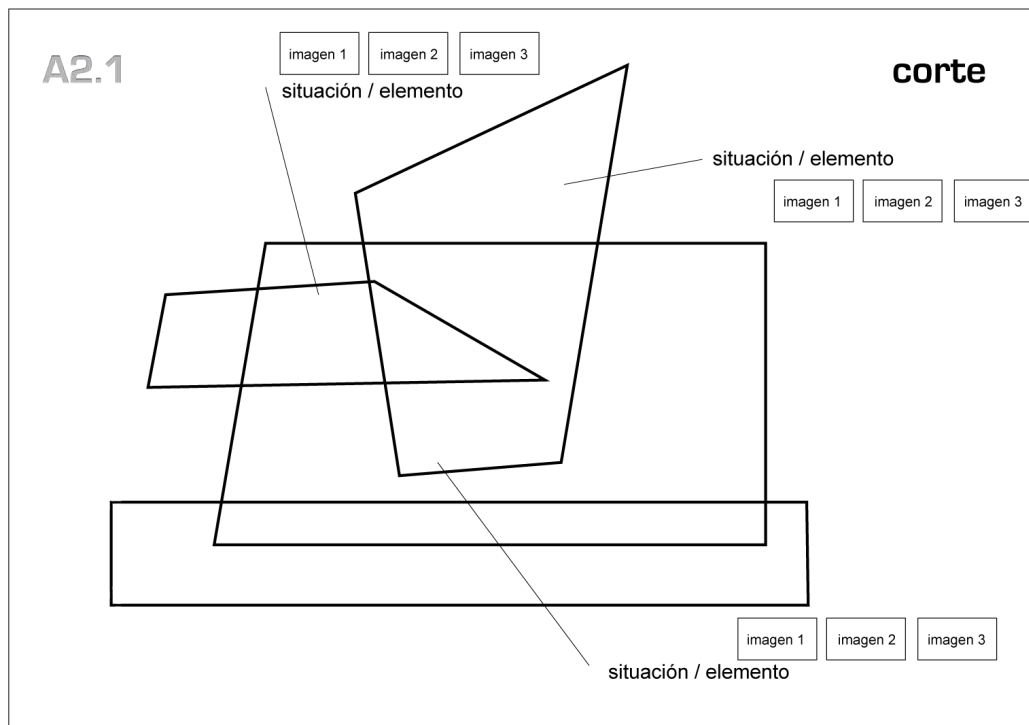 A2.1
corte
imagen 1 imagen 2 imagen 3
situación / elemento
situación / elemento
imagen 1 imagen 2 imagen 3
imagen 1 imagen 2 imagen 3
situación / elemento